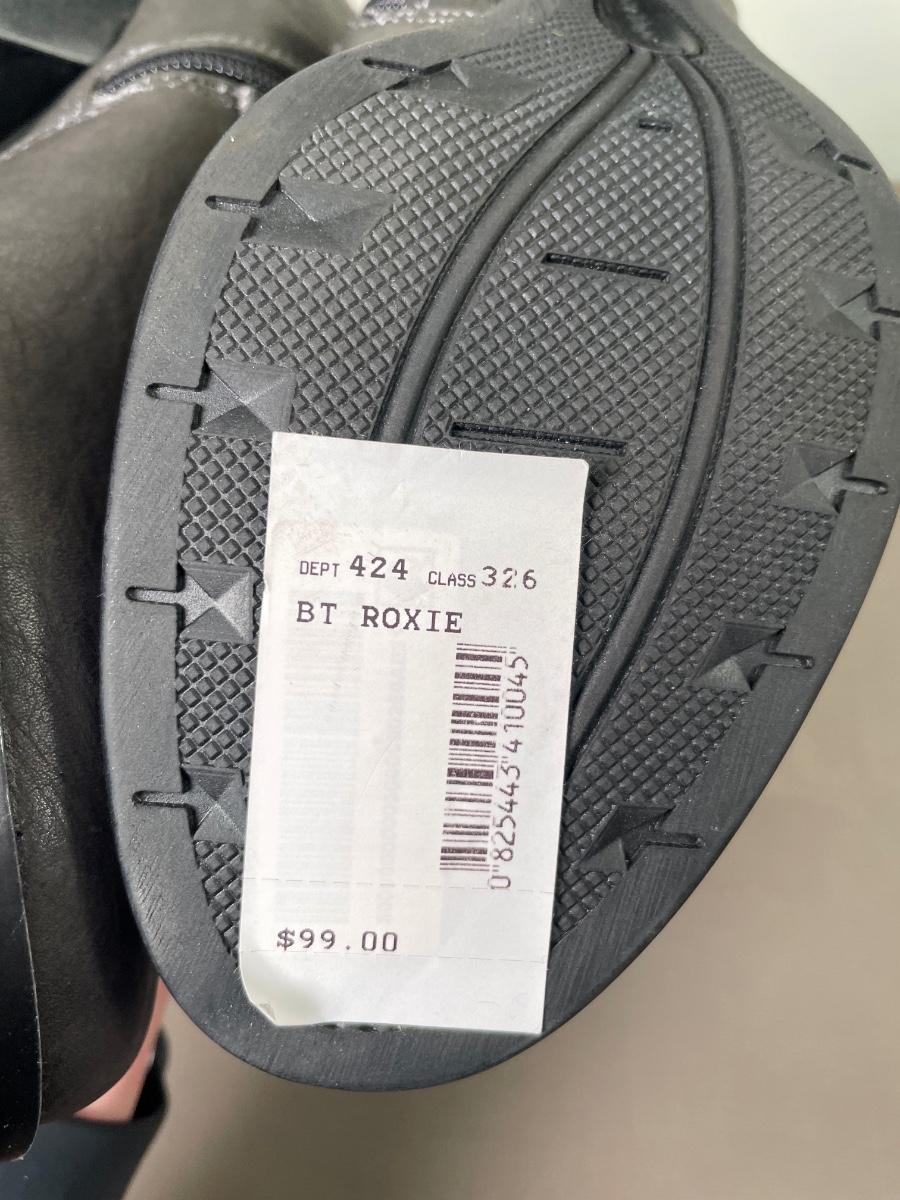 DEPT 424 CLASS 326
BT ROXIE
0"825443"410045"
$99.00